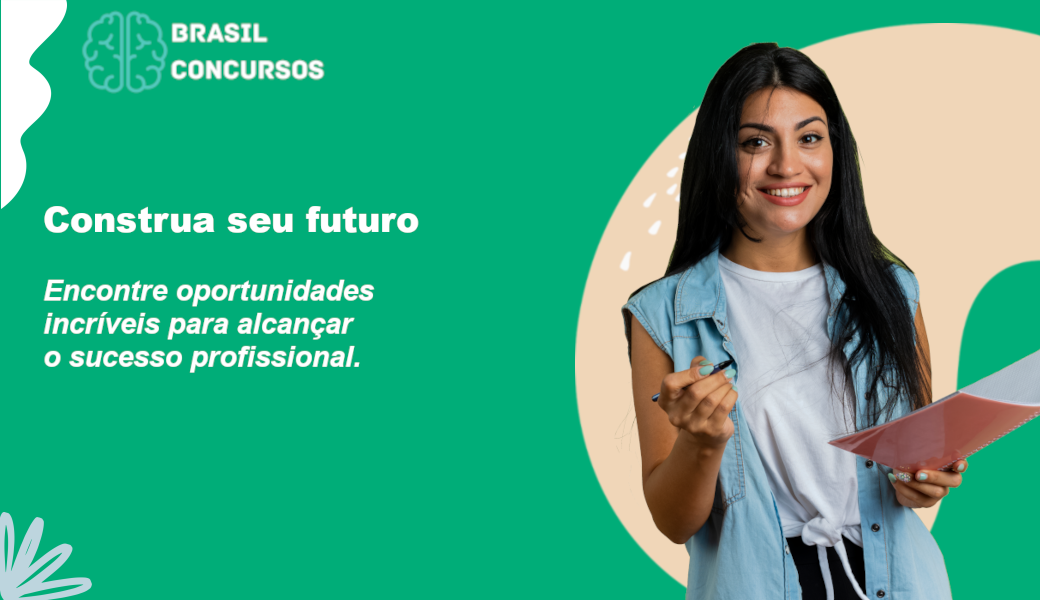 BRASIL
CONCURSOS
Construa seu futuro
Encontre oportunidades
incríveis para alcançar
o sucesso profissional.